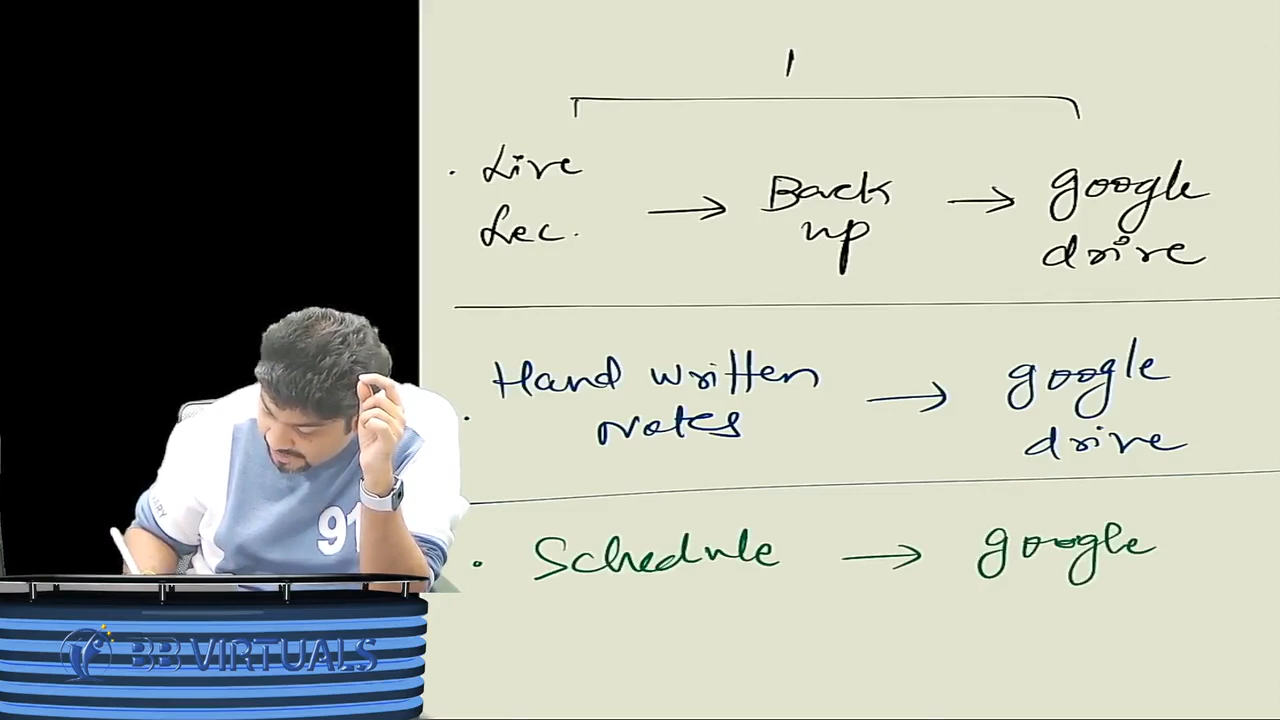 1
. Live
Lec. → Back up → google drive
Hand written
. Notes → google drive
. Schedule → google
91
BB VIRTUALS